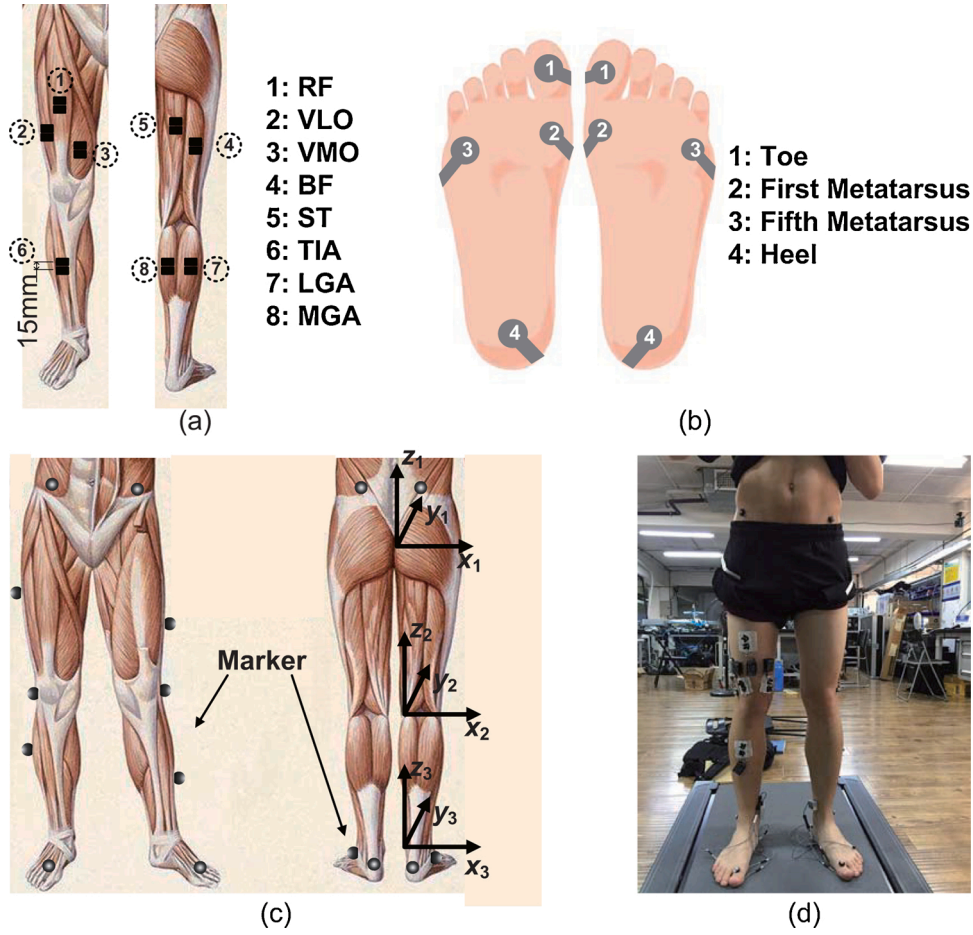 1
2
3
6
15mm
5
4
8
7
1: RF
2: VLO
3: VMO
4: BF
5: ST
6: TIA
7: LGA
8: MGA
(a)
1
1
2
2
3
3
4
4
1: Toe
2: First Metatarsus
3: Fifth Metatarsus
4: Heel
(b)
z1
y1
x1
z2
y2
x2
z3
y3
x3
Marker
(c)
(d)